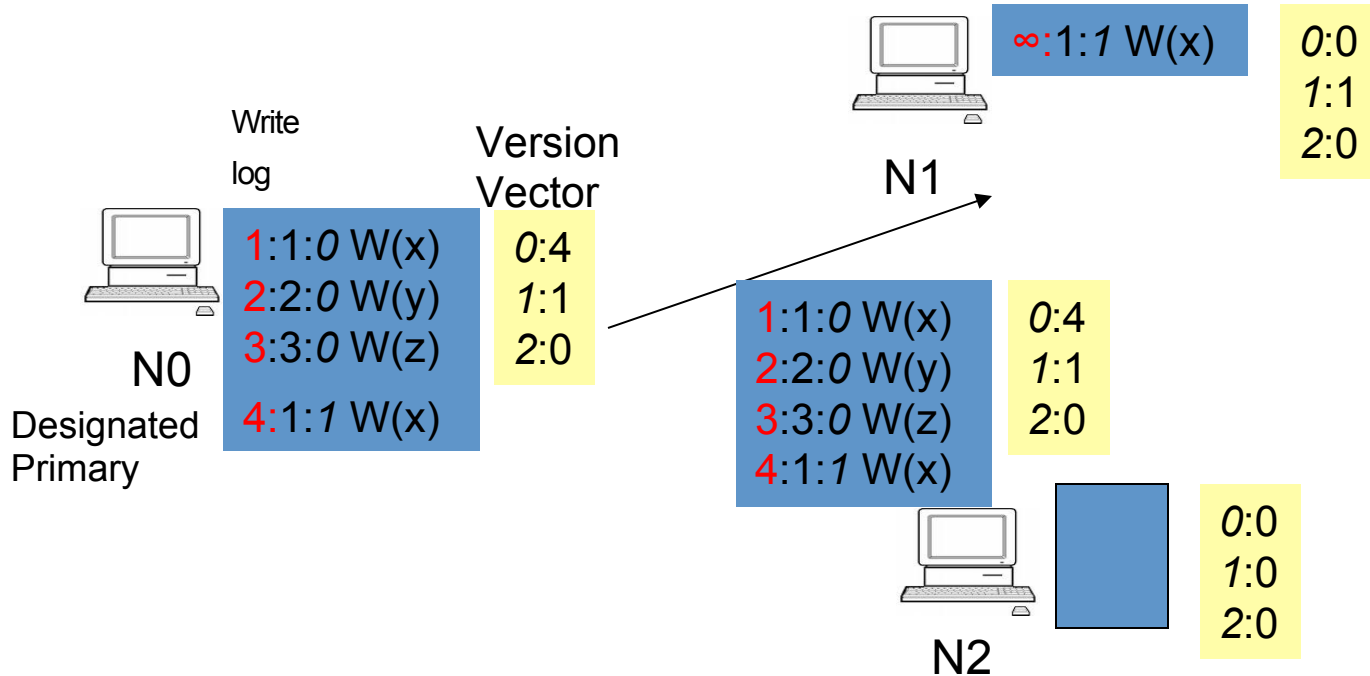 Write
log
Version
Vector
1:1:0 W(x)
2:2:0 W(y)
3:3:0 W(z)
4:1:1 W(x)
0:4
1:1
2:0
N0
Designated
Primary
∞:1:1 W(x)
0:0
1:1
2:0
N1
1:1:0 W(x)
2:2:0 W(y)
3:3:0 W(z)
4:1:1 W(x)
0:4
1:1
2:0
0:0
1:0
2:0
N2